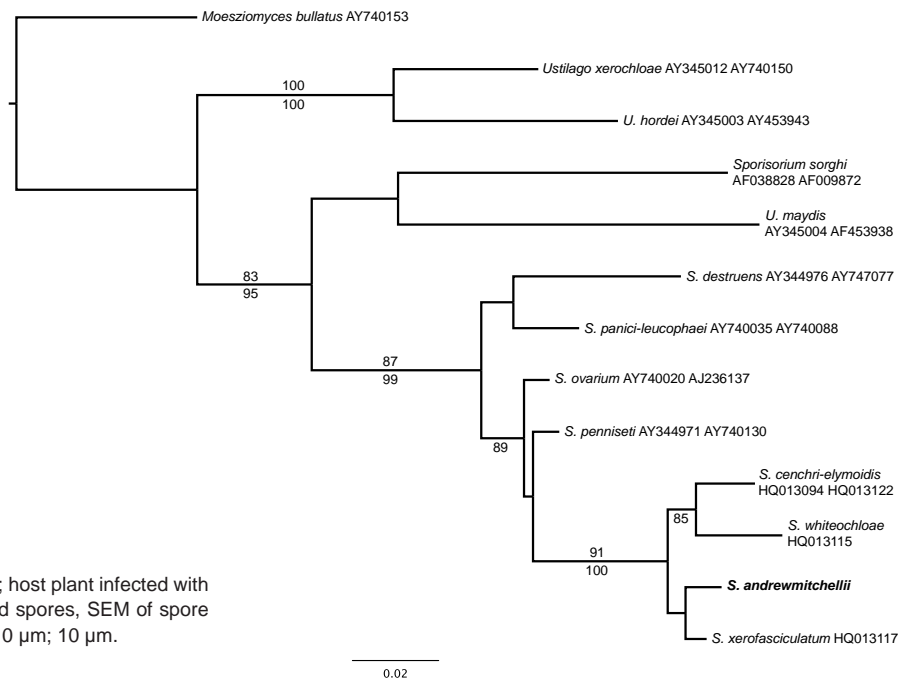 Moesziomyces bullatus AY740153
Ustilago xerochloae AY345012 AY740150
100
100
U. hordei AY345003 AY453943
Sporisorium sorghi
AF038828 AF009872
U. maydis
AY345004 AF453938
83
95
S. destruens AY344976 AY747077
S. panici-leucophaei AY740035 AY740088
87
99
S. ovarium AY740020 AJ236137
S. penniseti AY344971 AY740130
89
S. cenchri-elymoidis
HQ013094 HQ013122
85
S. whiteochloae
HQ013115
91
100
S. andrewmitchellii
S. xerofasciculatum HQ013117
; host plant infected with
d spores, SEM of spore
0 µm; 10 µm.
0.02